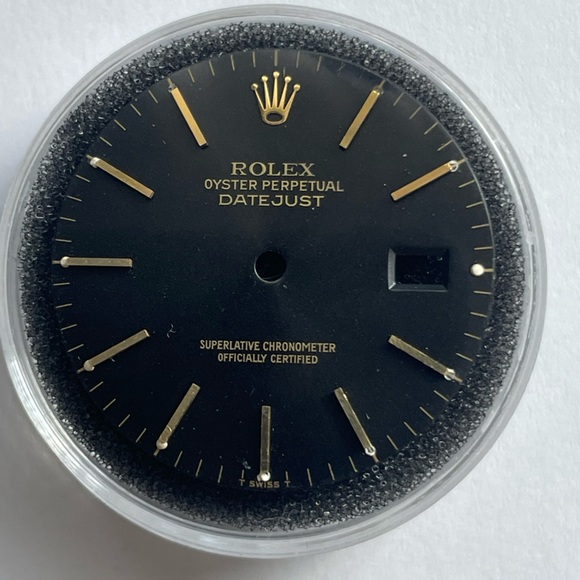 ROLEX
OYSTER PERPETUAL
DATEJUST
SUPERLATIVE CHRONOMETER
OFFICIALLY CERTIFIED
T SWISS T